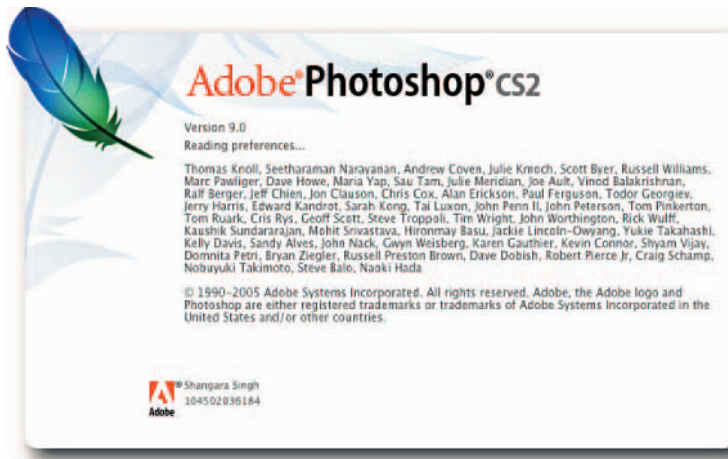 Adobe® Photoshop® CS2
Version 9.0
Reading preferences...
Thomas Knoll, Seetharaman Narayanan, Andrew Coven, Julie Kmoch, Scott Byer, Russell Williams,
Marc Pawliger, Dave Howe, Maria Yap, Sau Tam, Julie Meridian, Joe Ault, Vinod Balakrishnan,
Ralf Berger, Jeff Chien, Jon Clauson, Chris Cox, Alan Erickson, Paul Ferguson, Todor Georgiev,
Jerry Harris, Edward Kandrot, Sarah Kong, Tai Luxon, John Penn II, John Peterson, Tom Pinkerton,
Tom Ruark, Cris Rys, Geoff Scott, Steve Troppoli, Tim Wright, John Worthington, Rick Wulff,
Kaushik Sundararajan, Mohit Srivastava, Hironmay Basu, Jackie Lincoln-Owyang, Yukie Takahashi,
Kelly Davis, Sandy Alves, John Nack, Gwyn Weisberg, Karen Gauthier, Kevin Connor, Shyam Vijay,
Domnita Petri, Bryan Ziegler, Russell Preston Brown, Dave Dobish, Robert Pierce Jr, Craig Schamp,
Nobuyuki Takimoto, Steve Balo, Naoki Hada
© 1990-2005 Adobe Systems Incorporated. All rights reserved. Adobe, the Adobe logo and
Photoshop are either registered trademarks or trademarks of Adobe Systems Incorporated in the
United States and/or other countries.
® Shangara Singh
104502036184
Adobe